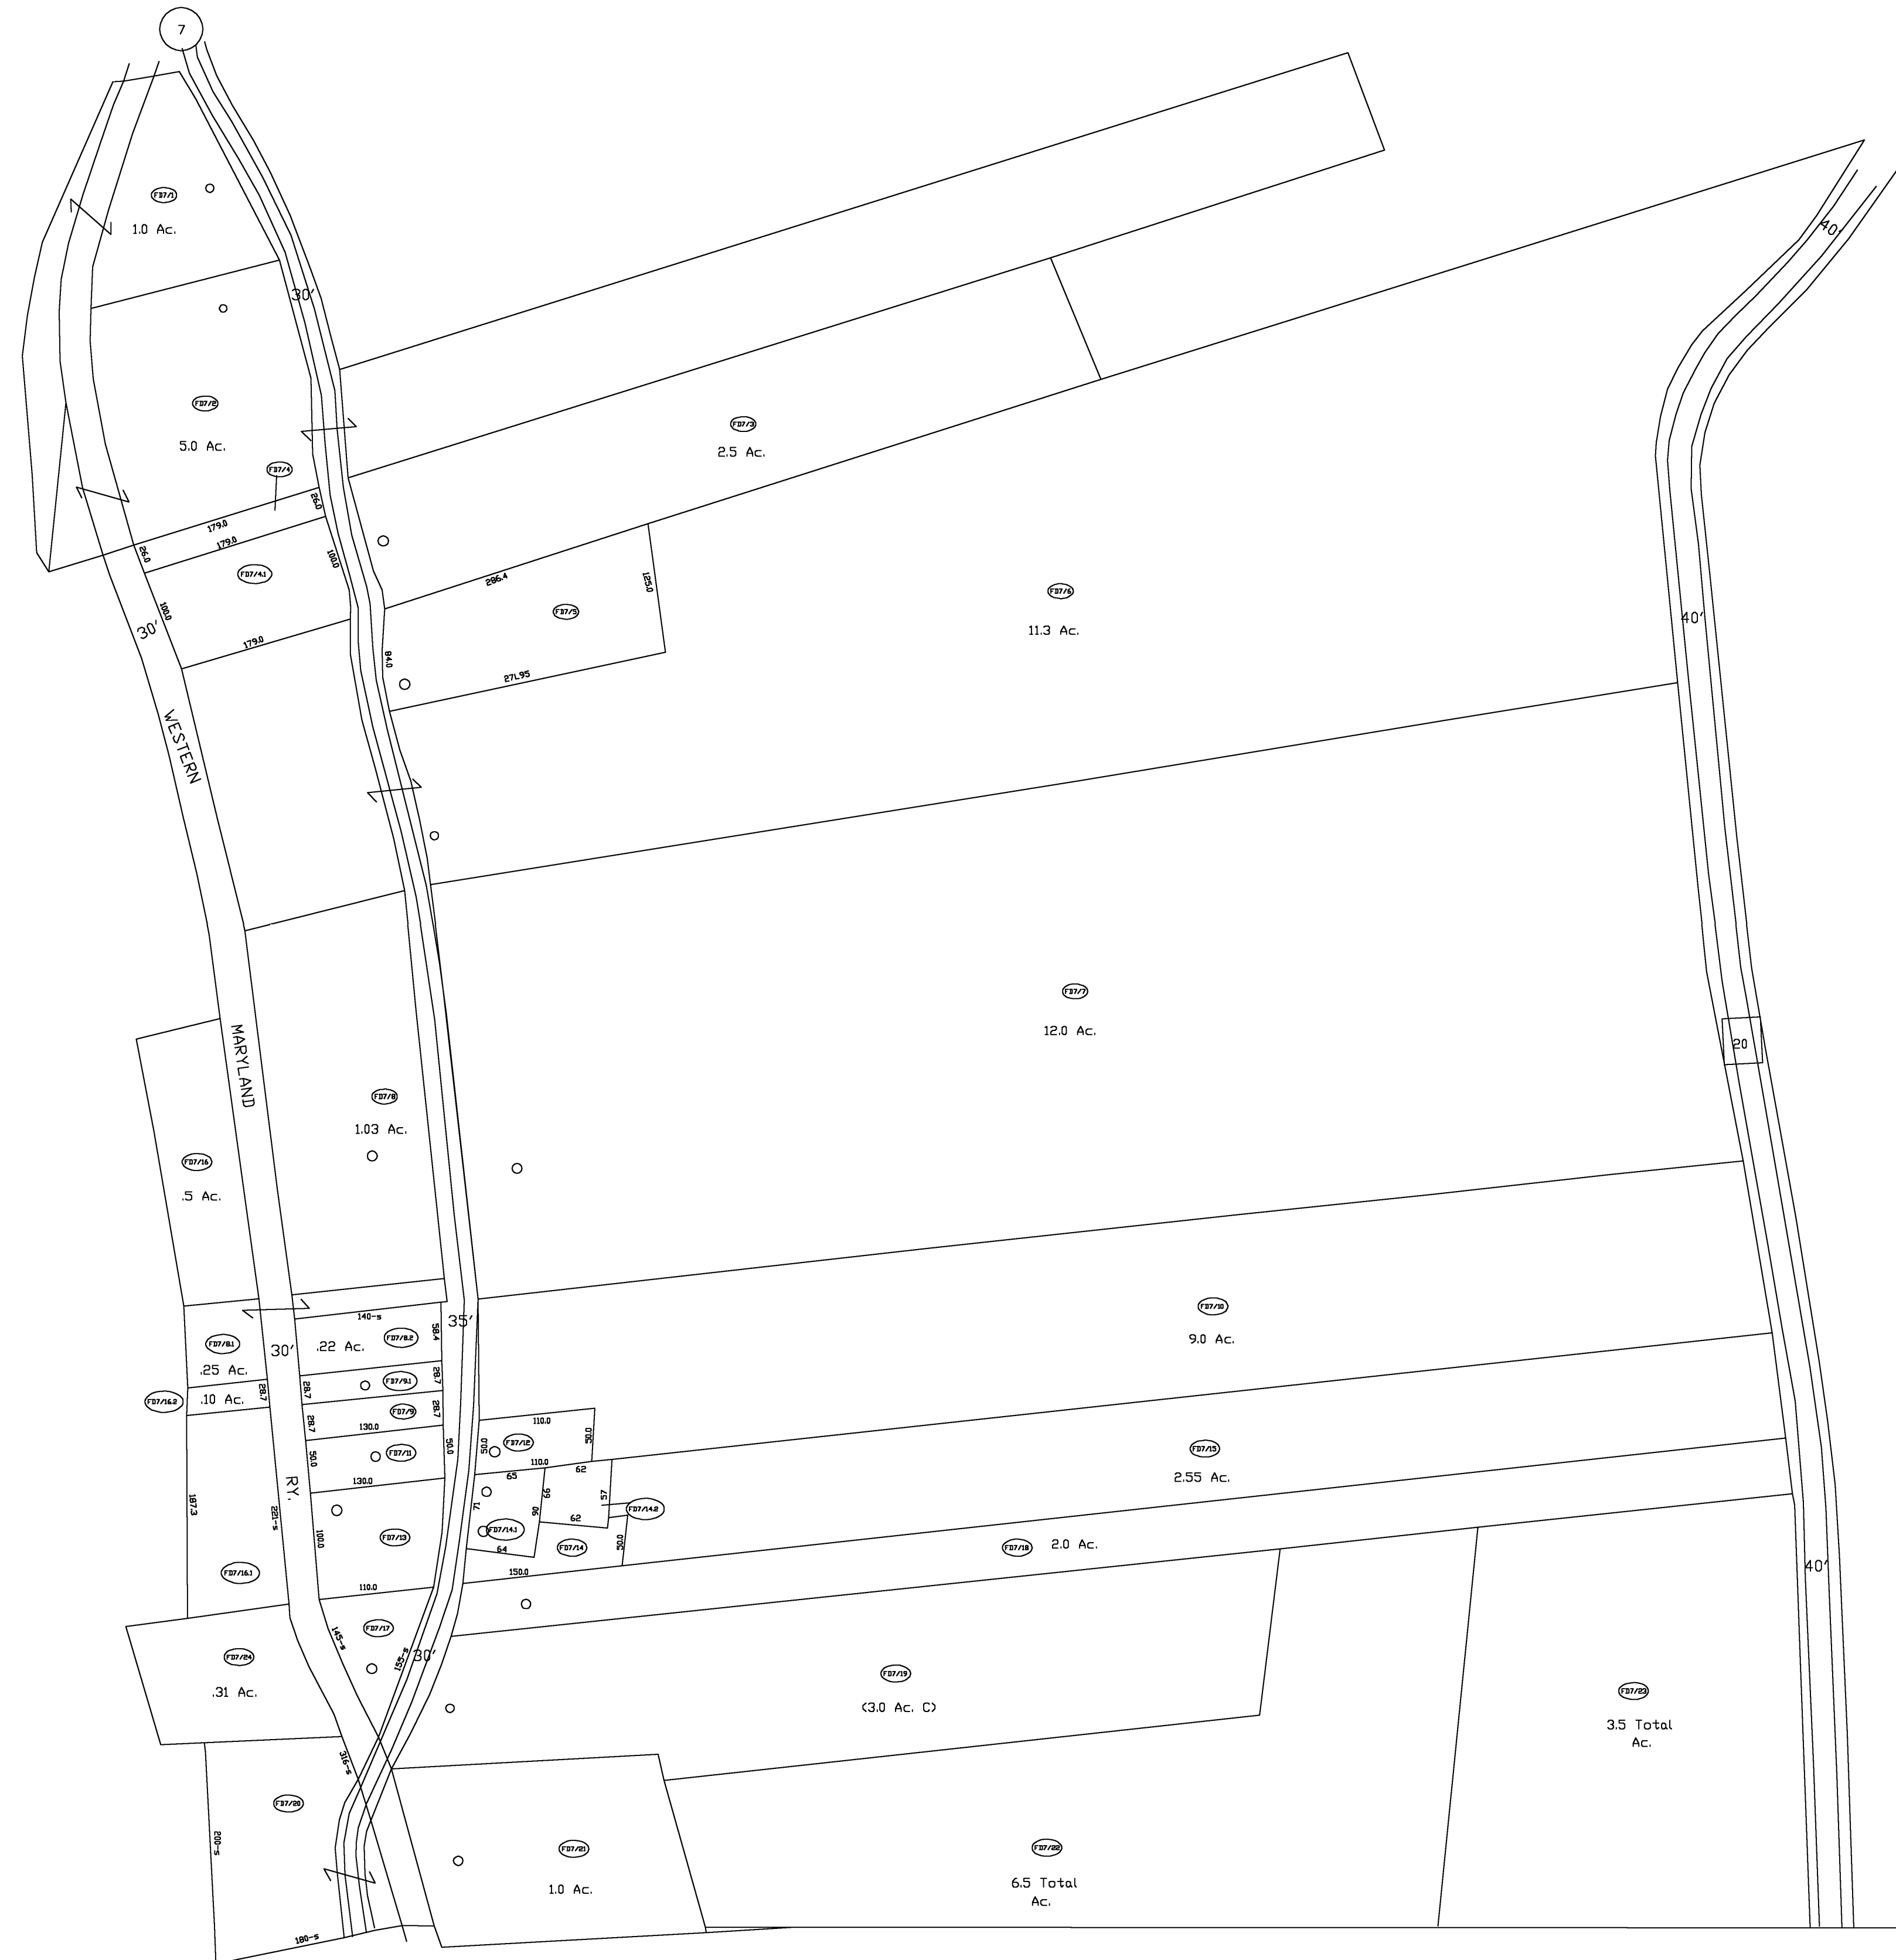 7
FD7/1
1.0 Ac.
40'
30'
FD7/2
5.0 Ac.
FD7/3
2.5 Ac.
FD7/4
26.0
179.0
179.0
26.0
100.0
FD7/4.1
286.4
125.0
FD7/5
FD7/6
11.3 Ac.
40'
100.0
30'
179.0
84.0
271.95
WESTERN
FD7/7
12.0 Ac.
20
MARYLAND
FD7/8
1.03 Ac.
FD7/16
.5 Ac.
FD7/10
9.0 Ac.
140-s
35'
58.4
FD7/8.1
.25 Ac.
30'
.22 Ac.
FD7/8.2
FD7/16.2
.10 Ac.
28.7
28.7
FD7/9.1
28.7
28.7
FD7/9
28.7
130.0
110.0
50.0
FD7/12
50.0
50.0
50.0
FD7/11
110.0
FD7/15
2.55 Ac.
65
62
130.0
187.3
RY.
221-s
71
66
90
57
FD7/14.2
62
FD7/13
100.0
FD7/14.1
64
FD7/14
50.0
FD7/18
2.0 Ac.
40'
150.0
FD7/16.1
110.0
FD7/17
145-s
155-s
30'
FD7/24
.31 Ac.
FD7/19
(3.0 Ac. C)
FD7/23
3.5 Total
Ac.
316-s
FD7/20
200-s
FD7/21
1.0 Ac.
FD7/22
6.5 Total
Ac.
180-s